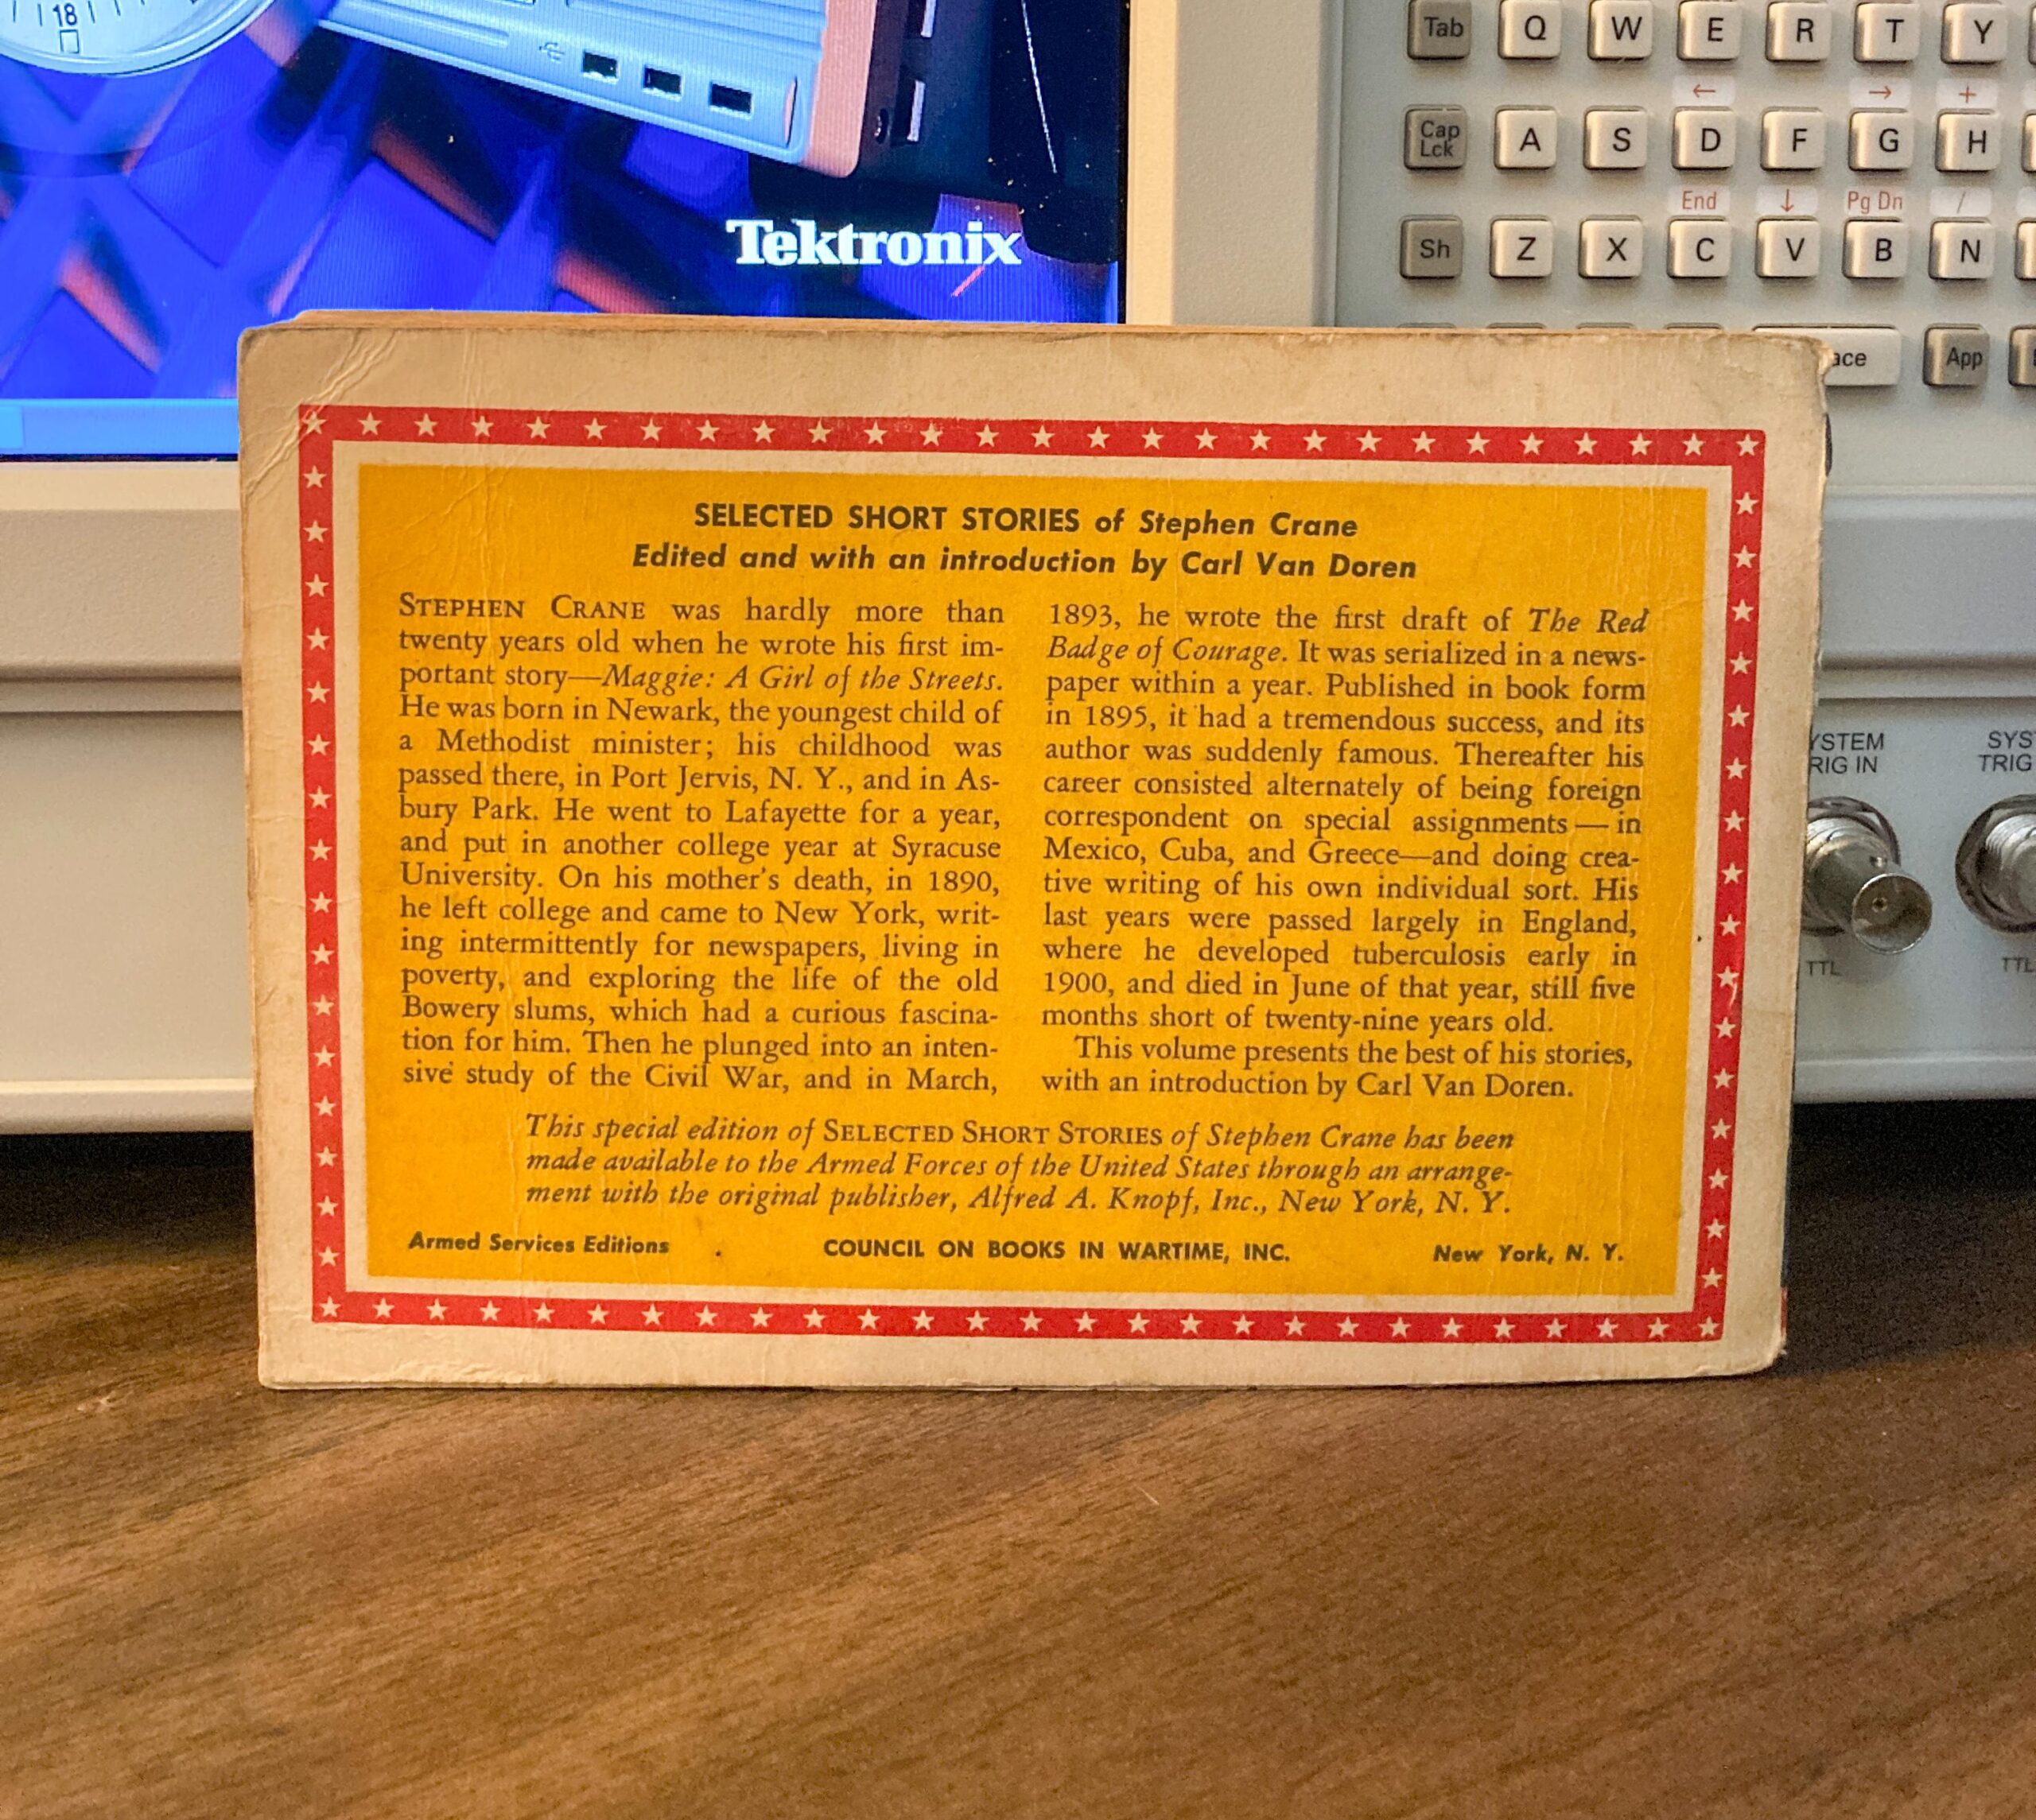 18
Tektronix
Tab Q W E R T Y
← → +
Cap Lck A S D F G H
End ↓ Pg Dn /
Sh Z X C V B N
App
SELECTED SHORT STORIES of Stephen Crane
Edited and with an introduction by Carl Van Doren
STEPHEN CRANE was hardly more than
twenty years old when he wrote his first im-
portant story—Maggie: A Girl of the Streets.
He was born in Newark, the youngest child of
a Methodist minister; his childhood was
passed there, in Port Jervis, N. Y., and in As-
bury Park. He went to Lafayette for a year,
and put in another college year at Syracuse
University. On his mother's death, in 1890,
he left college and came to New York, writ-
ing intermittently for newspapers, living in
poverty, and exploring the life of the old
Bowery slums, which had a curious fascina-
tion for him. Then he plunged into an inten-
sive study of the Civil War, and in March,
1893, he wrote the first draft of The Red
Badge of Courage. It was serialized in a news-
paper within a year. Published in book form
in 1895, it had a tremendous success, and its
author was suddenly famous. Thereafter his
career consisted alternately of being foreign
correspondent on special assignments — in
Mexico, Cuba, and Greece—and doing crea-
tive writing of his own individual sort. His
last years were passed largely in England,
where he developed tuberculosis early in
1900, and died in June of that year, still five
months short of twenty-nine years old.
This volume presents the best of his stories,
with an introduction by Carl Van Doren.
This special edition of SELECTED SHORT STORIES of Stephen Crane has been
made available to the Armed Forces of the United States through an arrange-
ment with the original publisher, Alfred A. Knopf, Inc., New York, N. Y.
Armed Services Editions COUNCIL ON BOOKS IN WARTIME, INC. New York, N. Y.
YSTEM SYS
RIG IN TRIG
TTL TTL